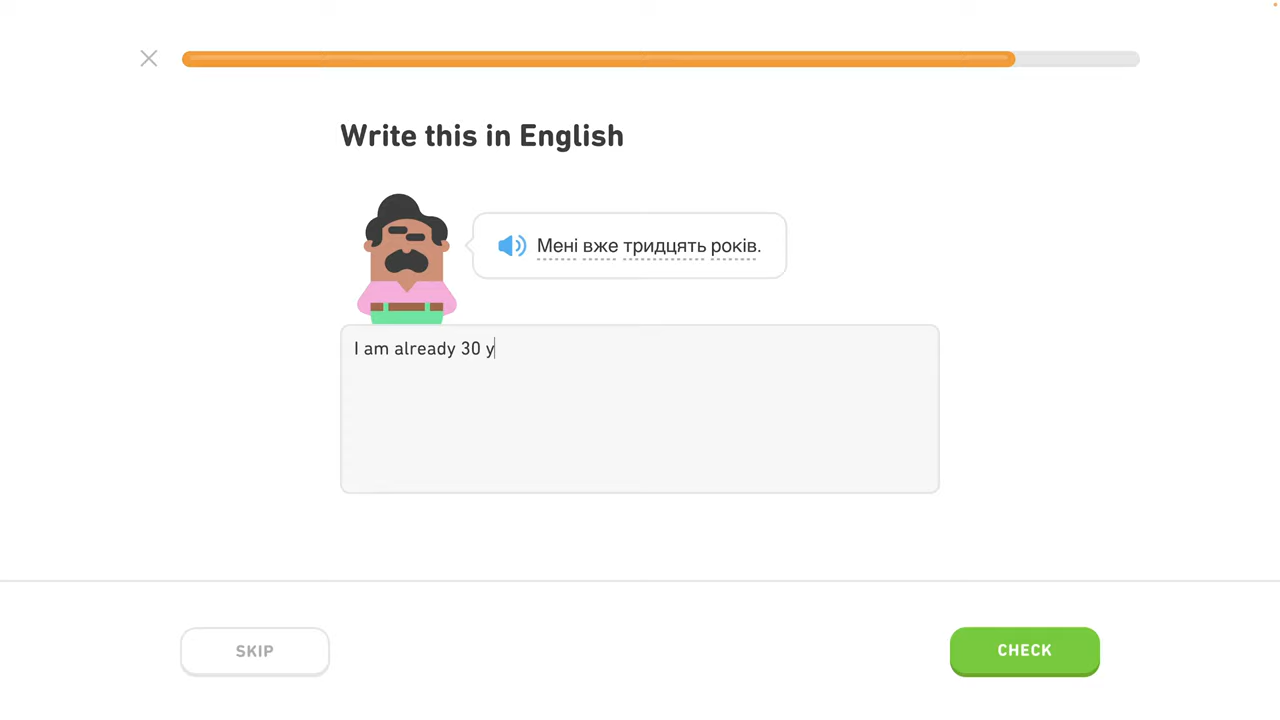 Write this in English
Мені вже тридцять років.
I am already 30 y
SKIP
CHECK